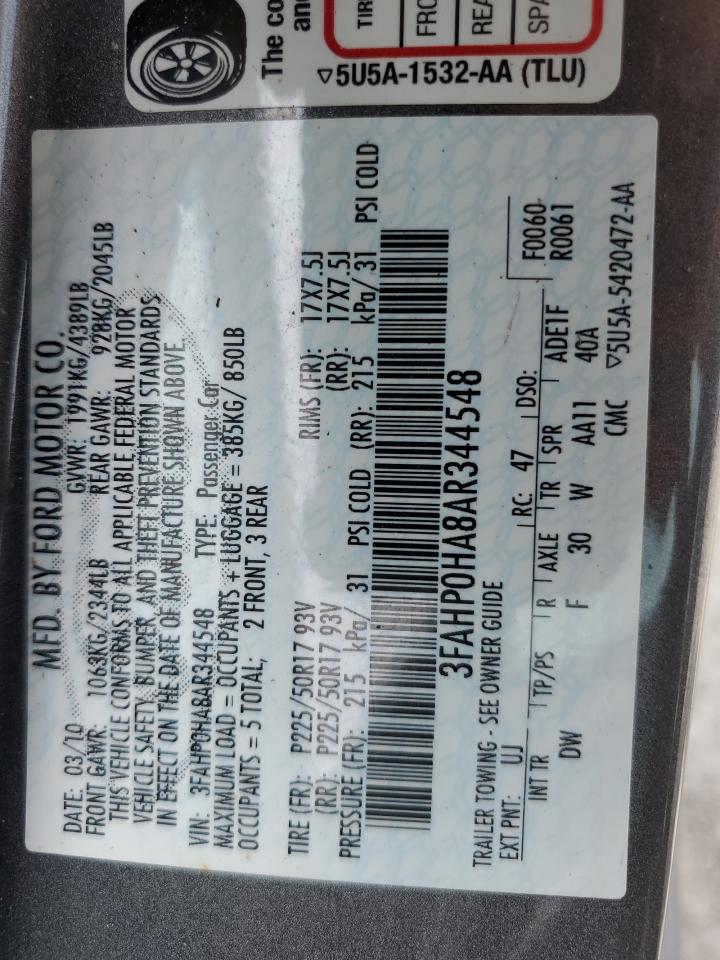 The co
an
TIR
FRO
REA
SPA
▽5U5A-1532-AA (TLU)
MFD. BY FORD MOTOR CO.
DATE: 03/10 GVWR: 1991KG/4389LB
FRONT GAWR: 1063KG/2344LB REAR GAWR: 928KG/2045LB
THIS VEHICLE CONFORMS TO ALL APPLICABLE FEDERAL MOTOR
VEHICLE SAFETY, BUMPER, AND THEFT PREVENTION STANDARDS
IN EFFECT ON THE DATE OF MANUFACTURE SHOWN ABOVE.
VIN: 3FAHP0HA8AR344548 TYPE: Passenger Car ~
MAXIMUM LOAD = OCCUPANTS + LUGGAGE = 385KG/ 850LB
OCCUPANTS = 5 TOTAL; 2 FRONT, 3 REAR
TIRE (FR): P225/50R17 93V RIMS (FR): 17X7.5J
(RR): P225/50R17 93V (RR): 17X7.5J
PRESSURE (FR): 215 kPa/ 31 PSI COLD (RR): 215 kPa/ 31 PSI COLD
3FAHP0HA8AR344548
TRAILER TOWING - SEE OWNER GUIDE
F0060
EXT PNT: UJ RC: 47 DSO: R0061
INT TR TP/PS R AXLE TR SPR ADE1F
DW F 30 W AA11 40A
CMC ▽5U5A-5420472-AA